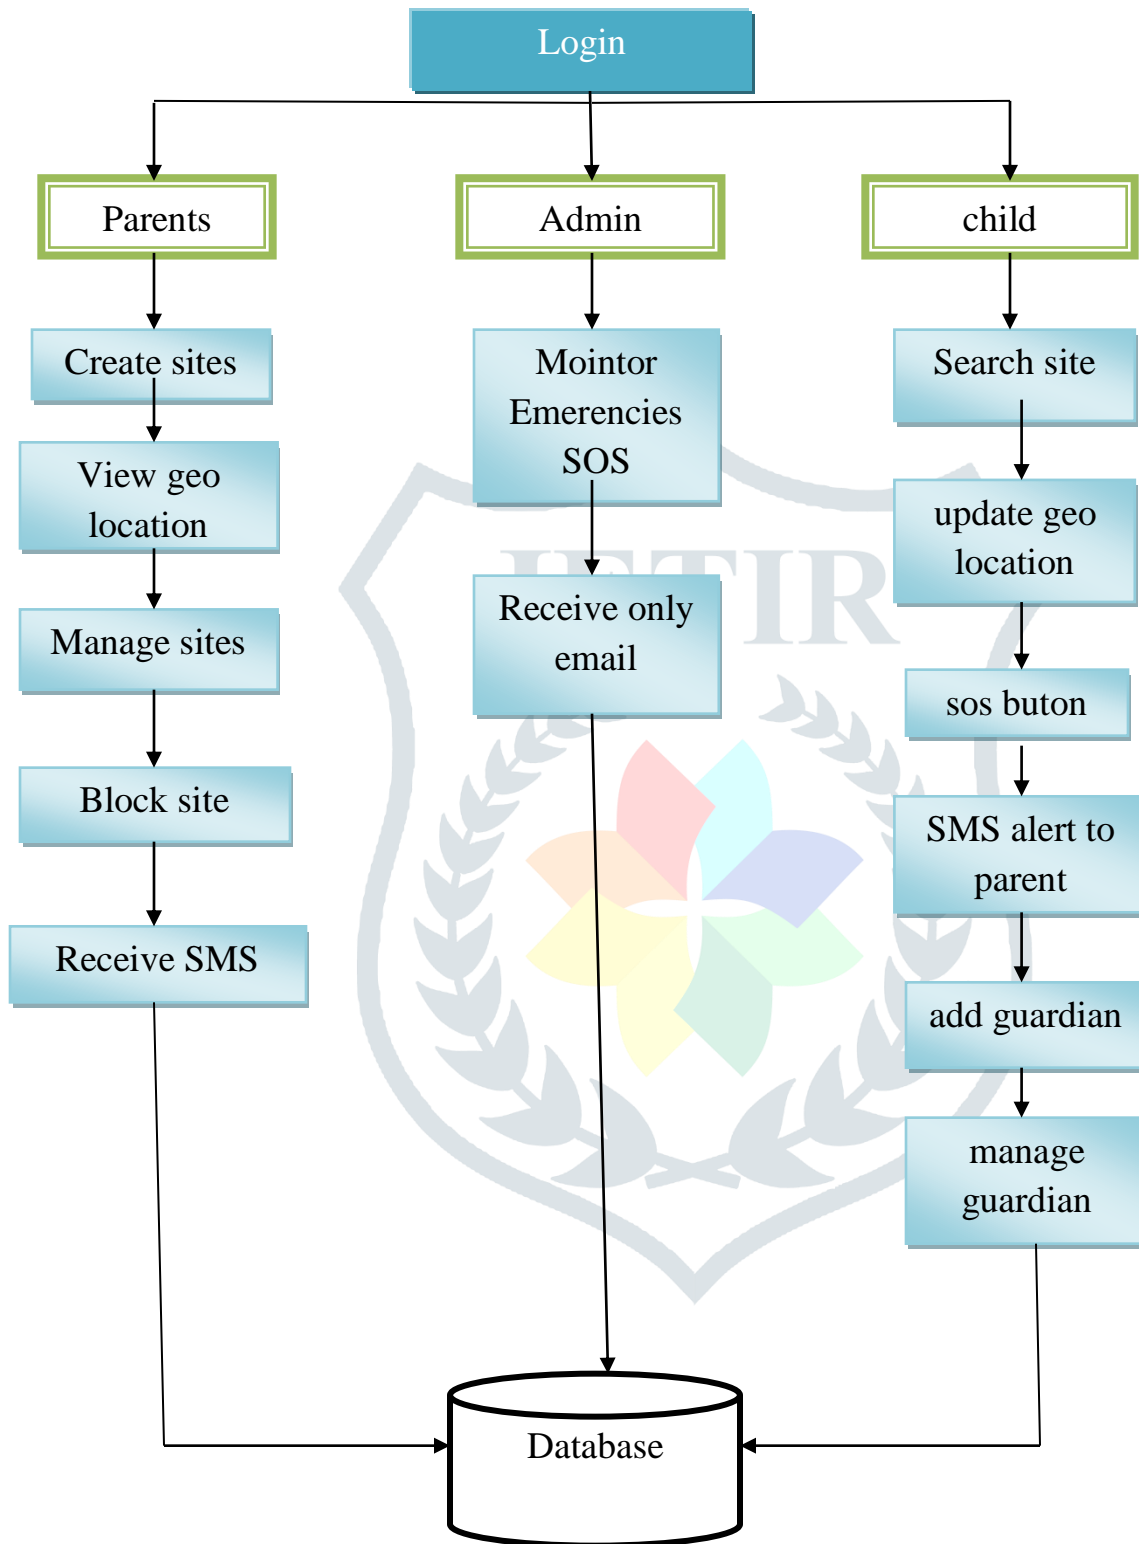 Login
Parents
Admin
child
Create sites
View geo
location
Manage sites
Block site
Receive SMS
Mointor
Emerencies
SOS
Receive only
email
Search site
update geo
location
sos buton
SMS alert to
parent
add guardian
manage
guardian
Database
JETIR